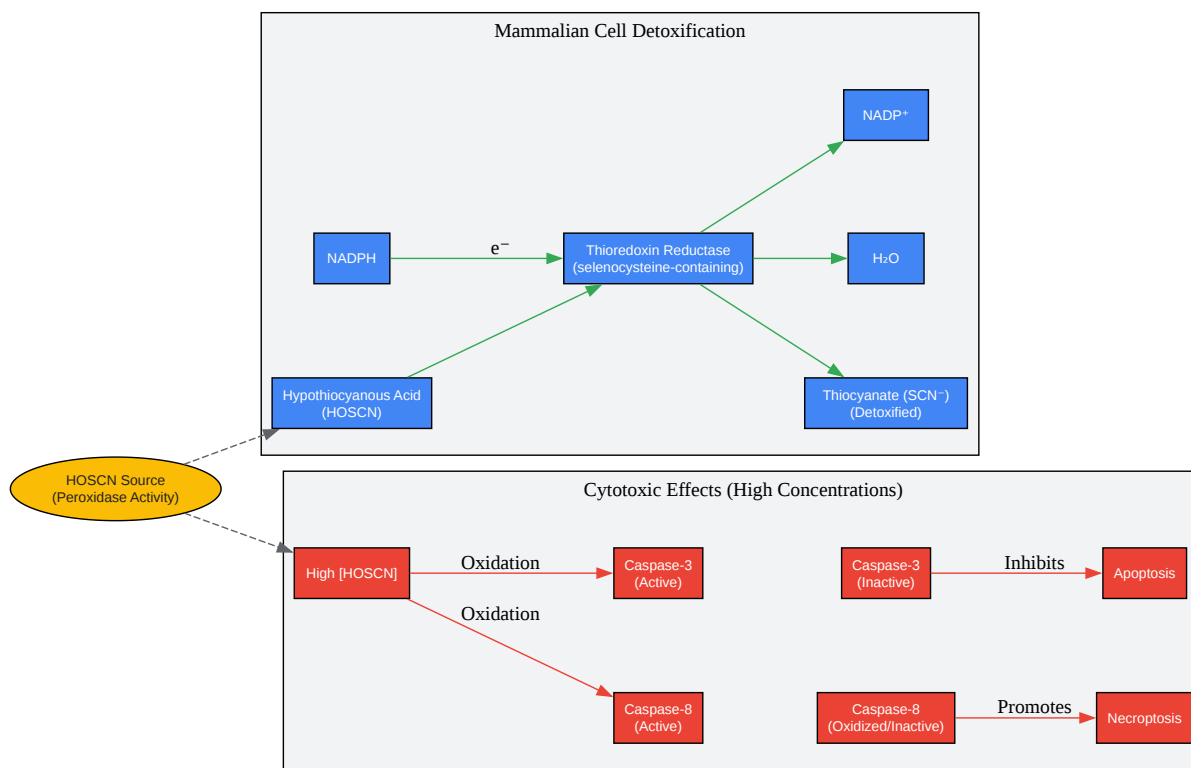 Mammalian Cell Detoxification
NADP⁺
NADPH
e⁻
Thioredoxin Reductase
(selenocysteine-containing)
H₂O
Hypothiocyanous Acid
(HOSCN)
Thiocyanate (SCN⁻)
(Detoxified)
HOSCN Source
(Peroxidase Activity)
Cytotoxic Effects (High Concentrations)
High [HOSCN]
Oxidation
Caspase-3
(Active)
Caspase-3
(Inactive)
Inhibits
Apoptosis
Oxidation
Caspase-8
(Active)
Caspase-8
(Oxidized/Inactive)
Promotes
Necroptosis